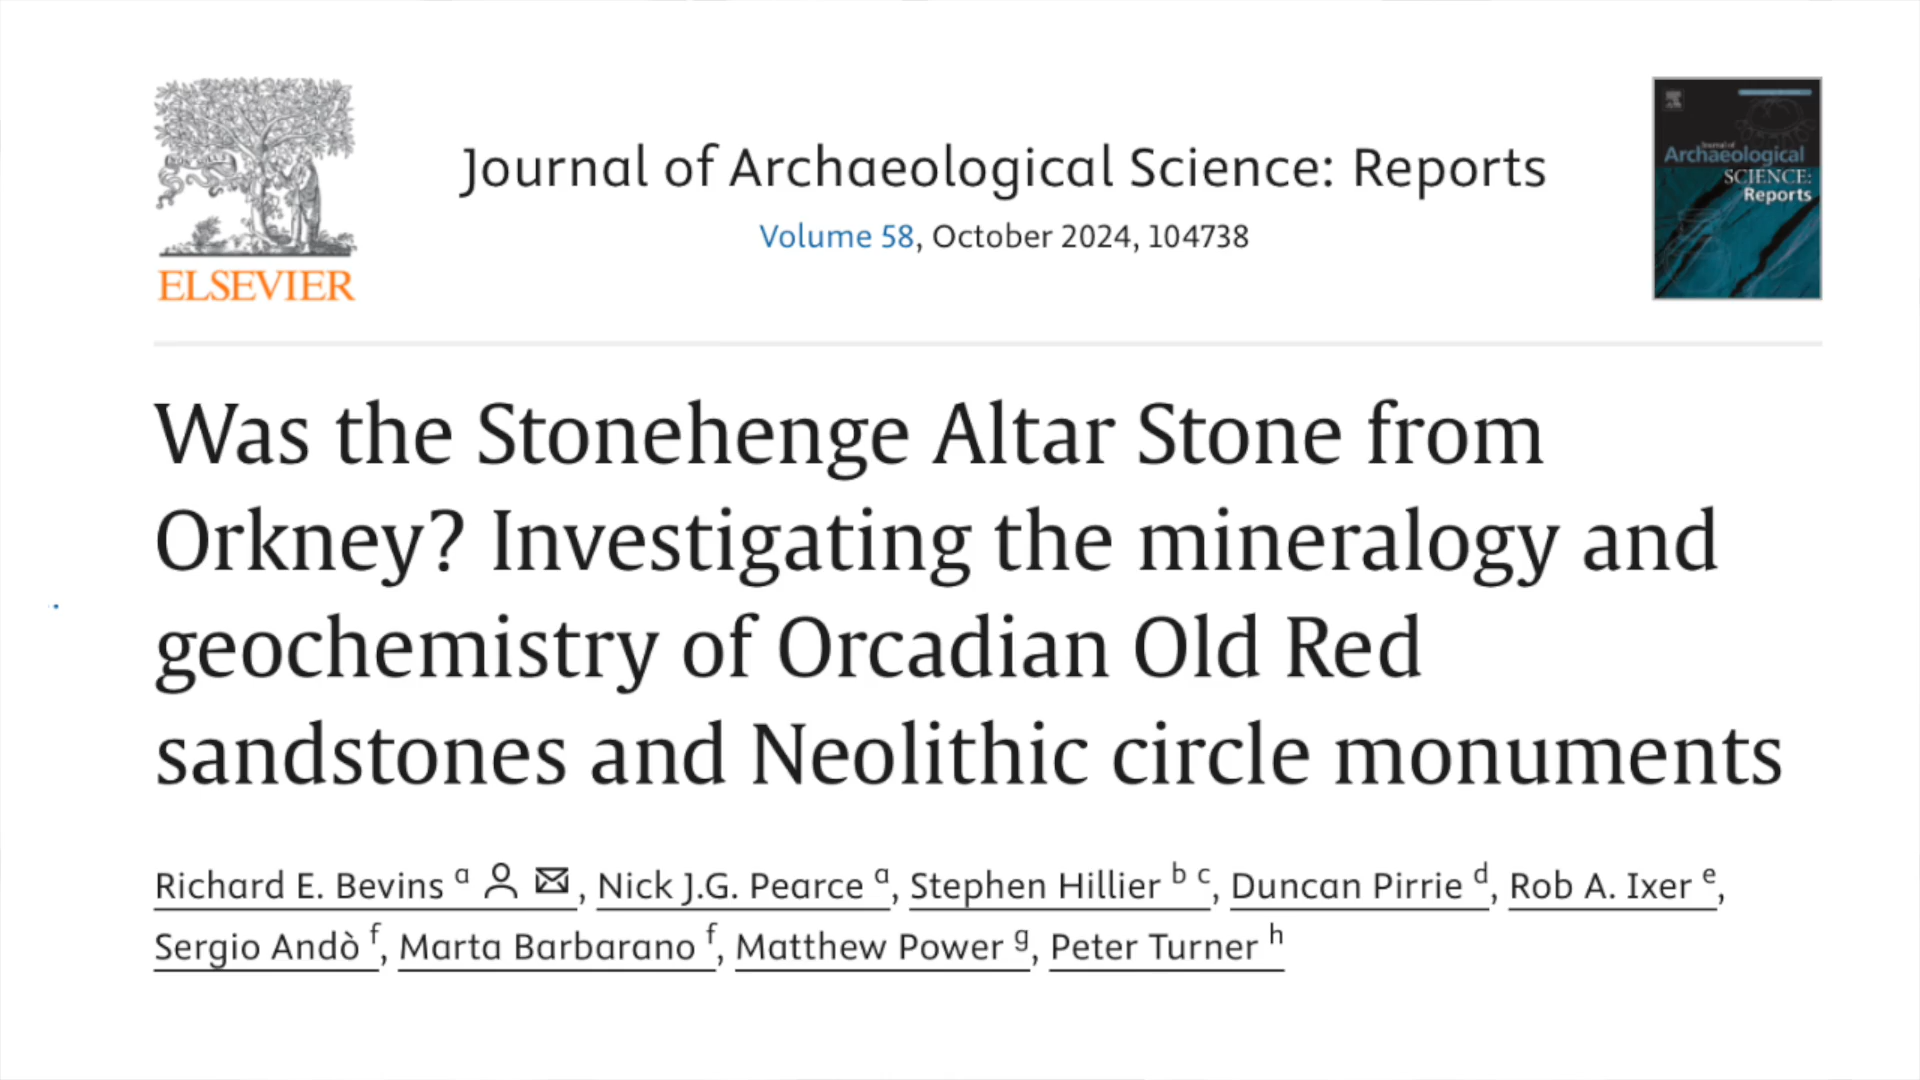 Journal of Archaeological Science: Reports
Volume 58, October 2024, 104738
ELSEVIER
Journal of
Archaeological
SCIENCE:
Reports
Was the Stonehenge Altar Stone from
Orkney? Investigating the mineralogy and
geochemistry of Orcadian Old Red
sandstones and Neolithic circle monuments
Richard E. Bevins a, Nick J.G. Pearce a, Stephen Hillier b c, Duncan Pirrie d, Rob A. Ixer e,
Sergio Andò f, Marta Barbarano f, Matthew Power g, Peter Turner h